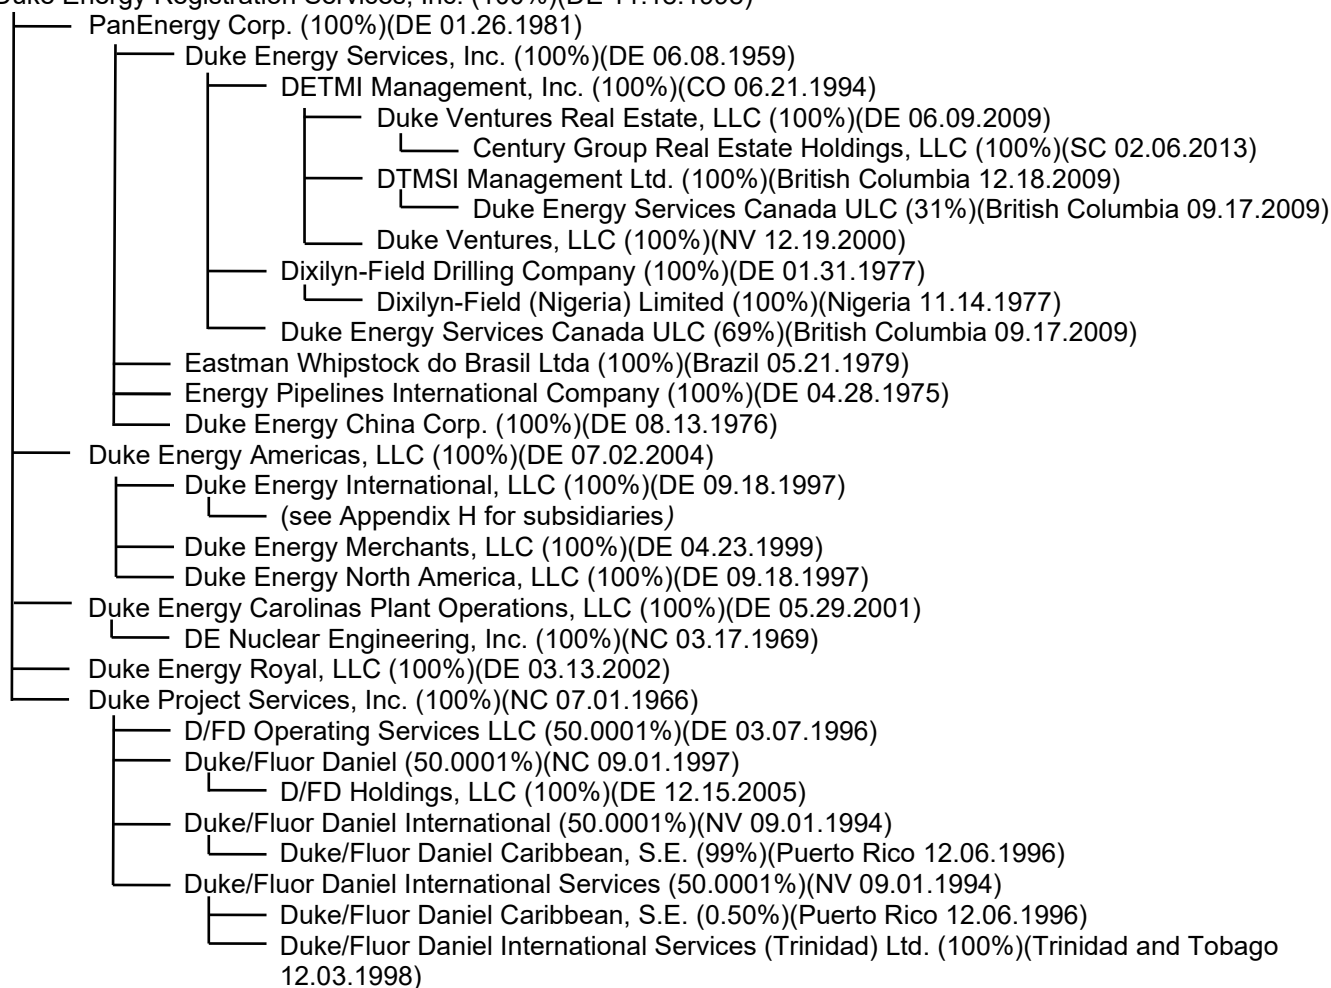 Duke Energy Registration Services, Inc. (100%)(DE
PanEnergy Corp. (100%)(DE 01.26.1981)
Duke Energy Services, Inc. (100%)(DE 06.08.1959)
DETMI Management, Inc. (100%)(CO 06.21.1994)
Duke Ventures Real Estate, LLC (100%)(DE 06.09.2009)
Century Group Real Estate Holdings, LLC (100%)(SC 02.06.2013)
DTMSI Management Ltd. (100%)(British Columbia 12.18.2009)
Duke Energy Services Canada ULC (31%)(British Columbia 09.17.2009)
Duke Ventures, LLC (100%)(NV 12.19.2000)
Dixilyn-Field Drilling Company (100%)(DE 01.31.1977)
Dixilyn-Field (Nigeria) Limited (100%)(Nigeria 11.14.1977)
Duke Energy Services Canada ULC (69%)(British Columbia 09.17.2009)
Eastman Whipstock do Brasil Ltda (100%)(Brazil 05.21.1979)
Energy Pipelines International Company (100%)(DE 04.28.1975)
Duke Energy China Corp. (100%)(DE 08.13.1976)
Duke Energy Americas, LLC (100%)(DE 07.02.2004)
Duke Energy International, LLC (100%)(DE 09.18.1997)
(see Appendix H for subsidiaries)
Duke Energy Merchants, LLC (100%)(DE 04.23.1999)
Duke Energy North America, LLC (100%)(DE 09.18.1997)
Duke Energy Carolinas Plant Operations, LLC (100%)(DE 05.29.2001)
DE Nuclear Engineering, Inc. (100%)(NC 03.17.1969)
Duke Energy Royal, LLC (100%)(DE 03.13.2002)
Duke Project Services, Inc. (100%)(NC 07.01.1966)
D/FD Operating Services LLC (50.0001%)(DE 03.07.1996)
Duke/Fluor Daniel (50.0001%)(NC 09.01.1997)
D/FD Holdings, LLC (100%)(DE 12.15.2005)
Duke/Fluor Daniel International (50.0001%)(NV 09.01.1994)
Duke/Fluor Daniel Caribbean, S.E. (99%)(Puerto Rico 12.06.1996)
Duke/Fluor Daniel International Services (50.0001%)(NV 09.01.1994)
Duke/Fluor Daniel Caribbean, S.E. (0.50%)(Puerto Rico 12.06.1996)
Duke/Fluor Daniel International Services (Trinidad) Ltd. (100%)(Trinidad and Tobago
12.03.1998)